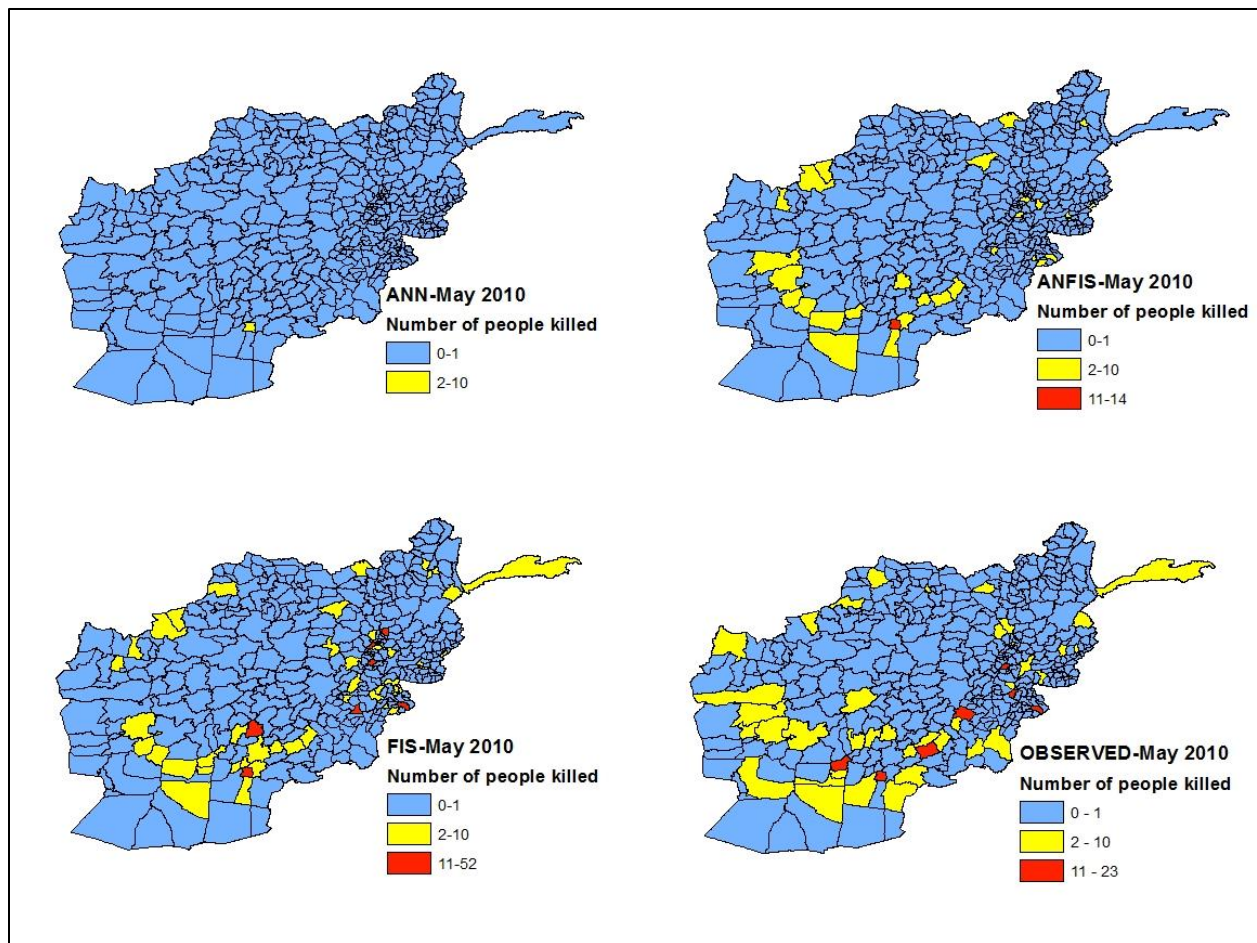 ANN-May 2010
Number of people killed
0-1
2-10
ANFIS-May 2010
Number of people killed
0-1
2-10
11-14
FIS-May 2010
Number of people killed
0-1
2-10
11-52
OBSERVED-May 2010
Number of people killed
0 - 1
2 - 10
11 - 23